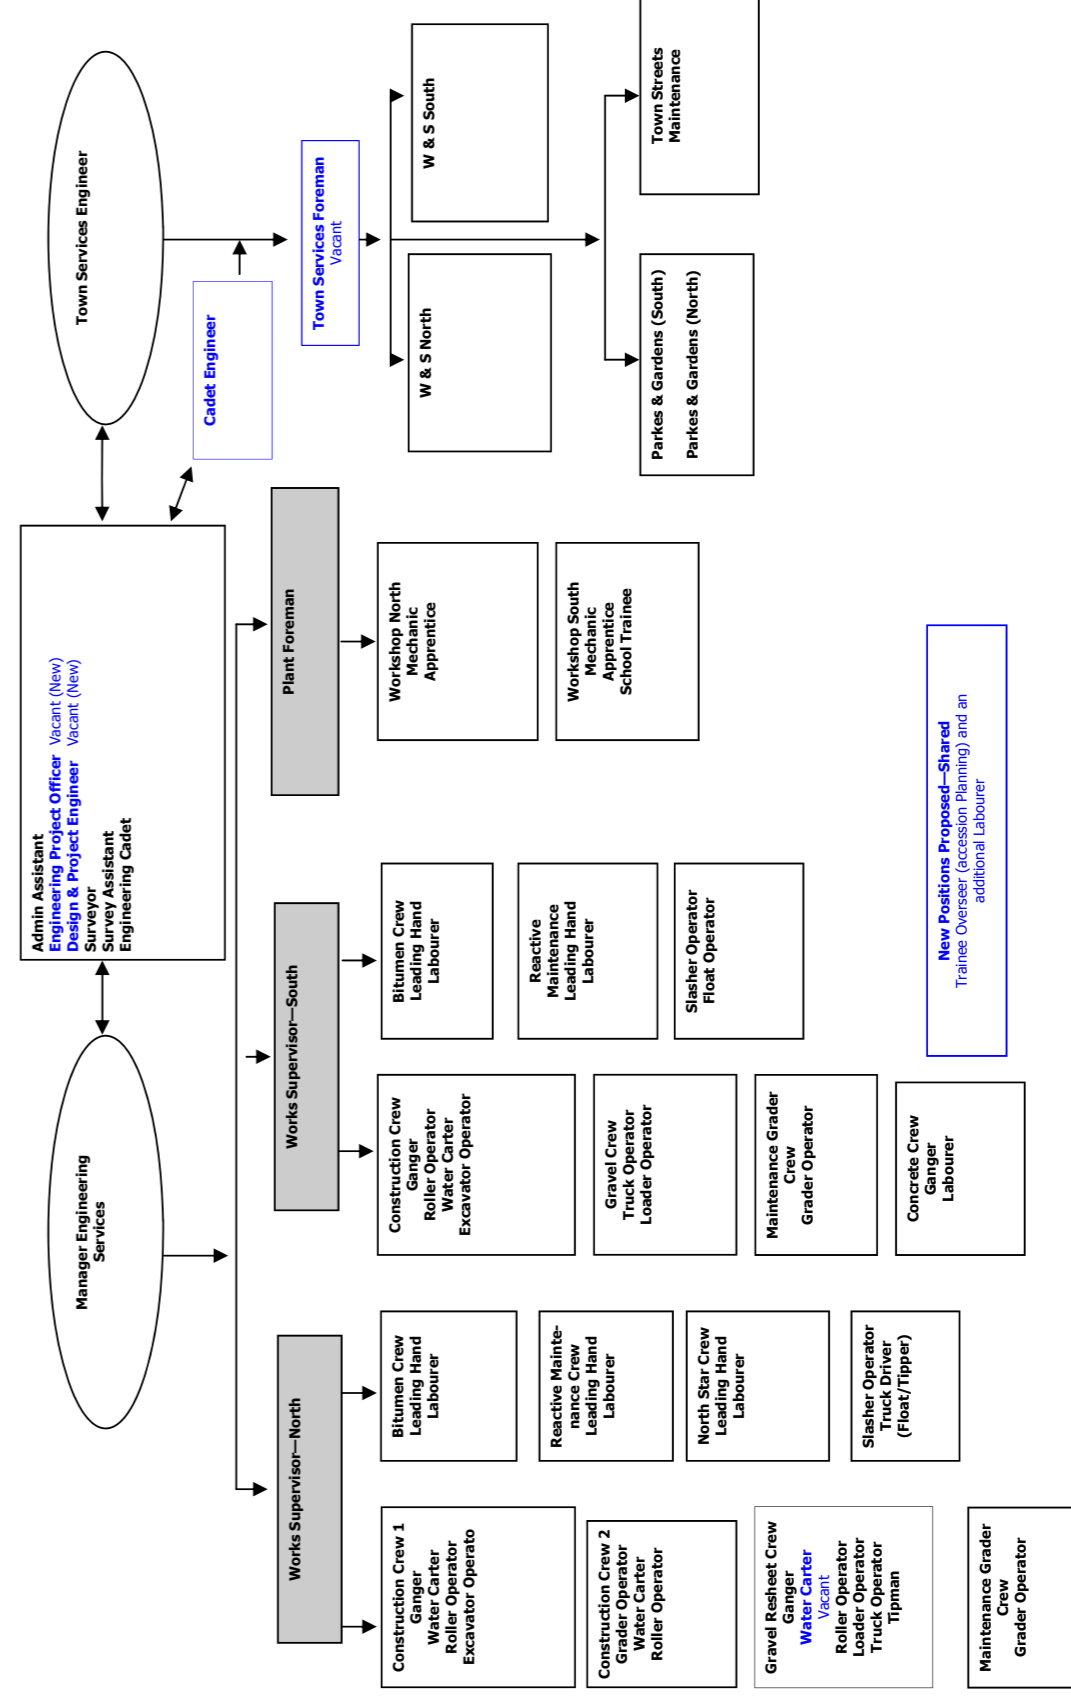 Manager Engineering
Services
Admin Assistant
Engineering Project Officer Vacant (New)
Design & Project Engineer Vacant (New)
Surveyor
Survey Assistant
Engineering Cadet
Town Services Engineer
Cadet Engineer
Works Supervisor—North
Works Supervisor—South
Plant Foreman
Town Services Foreman
Vacant
Construction Crew 1
Ganger
Water Carter
Roller Operator
Excavator Operato
Bitumen Crew
Leading Hand
Labourer
Construction Crew
Ganger
Roller Operator
Water Carter
Excavator Operator
Bitumen Crew
Leading Hand
Labourer
Workshop North
Mechanic
Apprentice
W & S North
W & S South
Construction Crew 2
Grader Operator
Water Carter
Roller Operator
Reactive Mainte-
nance Crew
Leading Hand
Labourer
Gravel Crew
Truck Operator
Loader Operator
Reactive
Maintenance
Leading Hand
Labourer
Workshop South
Mechanic
Apprentice
School Trainee
Parkes & Gardens (South)
Parkes & Gardens (North)
Town Streets
Maintenance
Gravel Resheet Crew
Ganger
Water Carter
Vacant
Roller Operator
Loader Operator
Truck Operator
Tipman
North Star Crew
Leading Hand
Labourer
Maintenance Grader
Crew
Grader Operator
Slasher Operator
Float Operator
Slasher Operator
Truck Driver
(Float/Tipper)
Concrete Crew
Ganger
Labourer
Maintenance Grader
Crew
Grader Operator
New Positions Proposed—Shared
Trainee Overseer (accession Planning) and an
additional Labourer